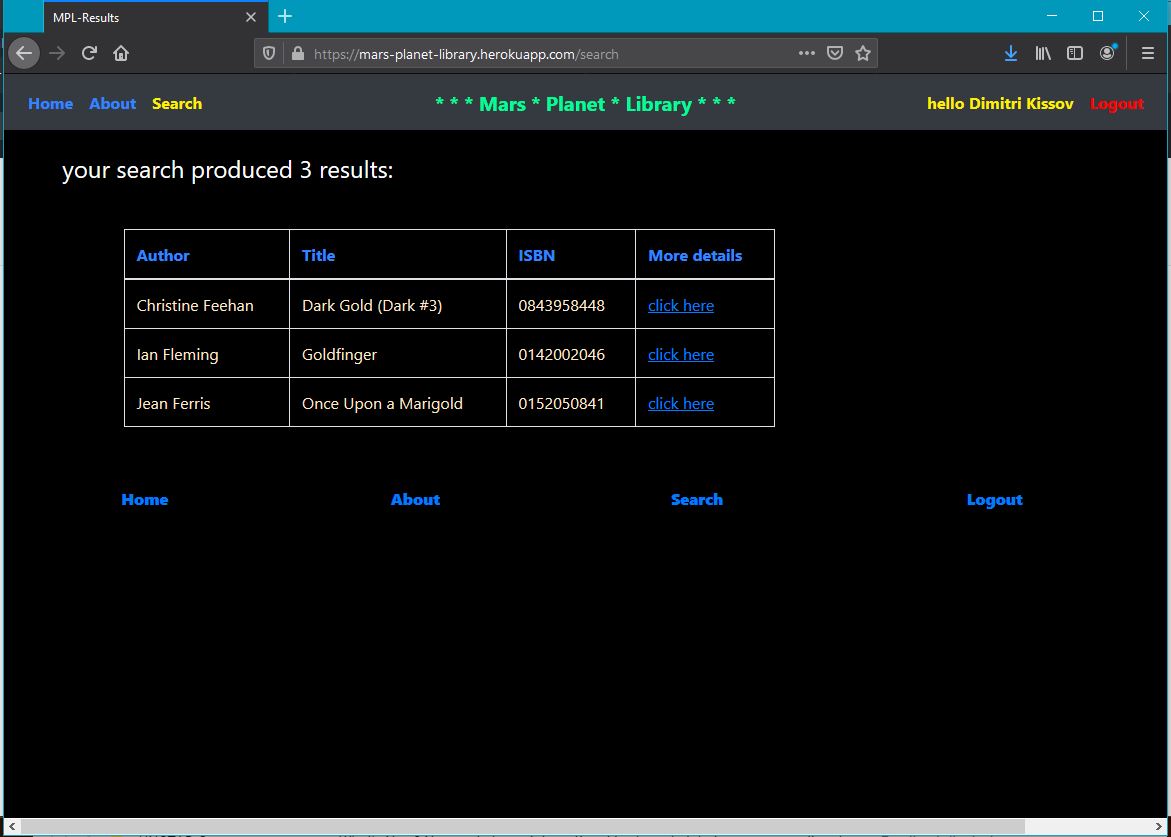 MPL-Results
https://mars-planet-library.herokuapp.com/search
Home About Search * * * Mars * Planet * Library * * * hello Dimitri Kissov Logout
your search produced 3 results:
Author Title ISBN More details
Christine Feehan Dark Gold (Dark #3) 0843958448 click here
Ian Fleming Goldfinger 0142002046 click here
Jean Ferris Once Upon a Marigold 0152050841 click here
Home About Search Logout